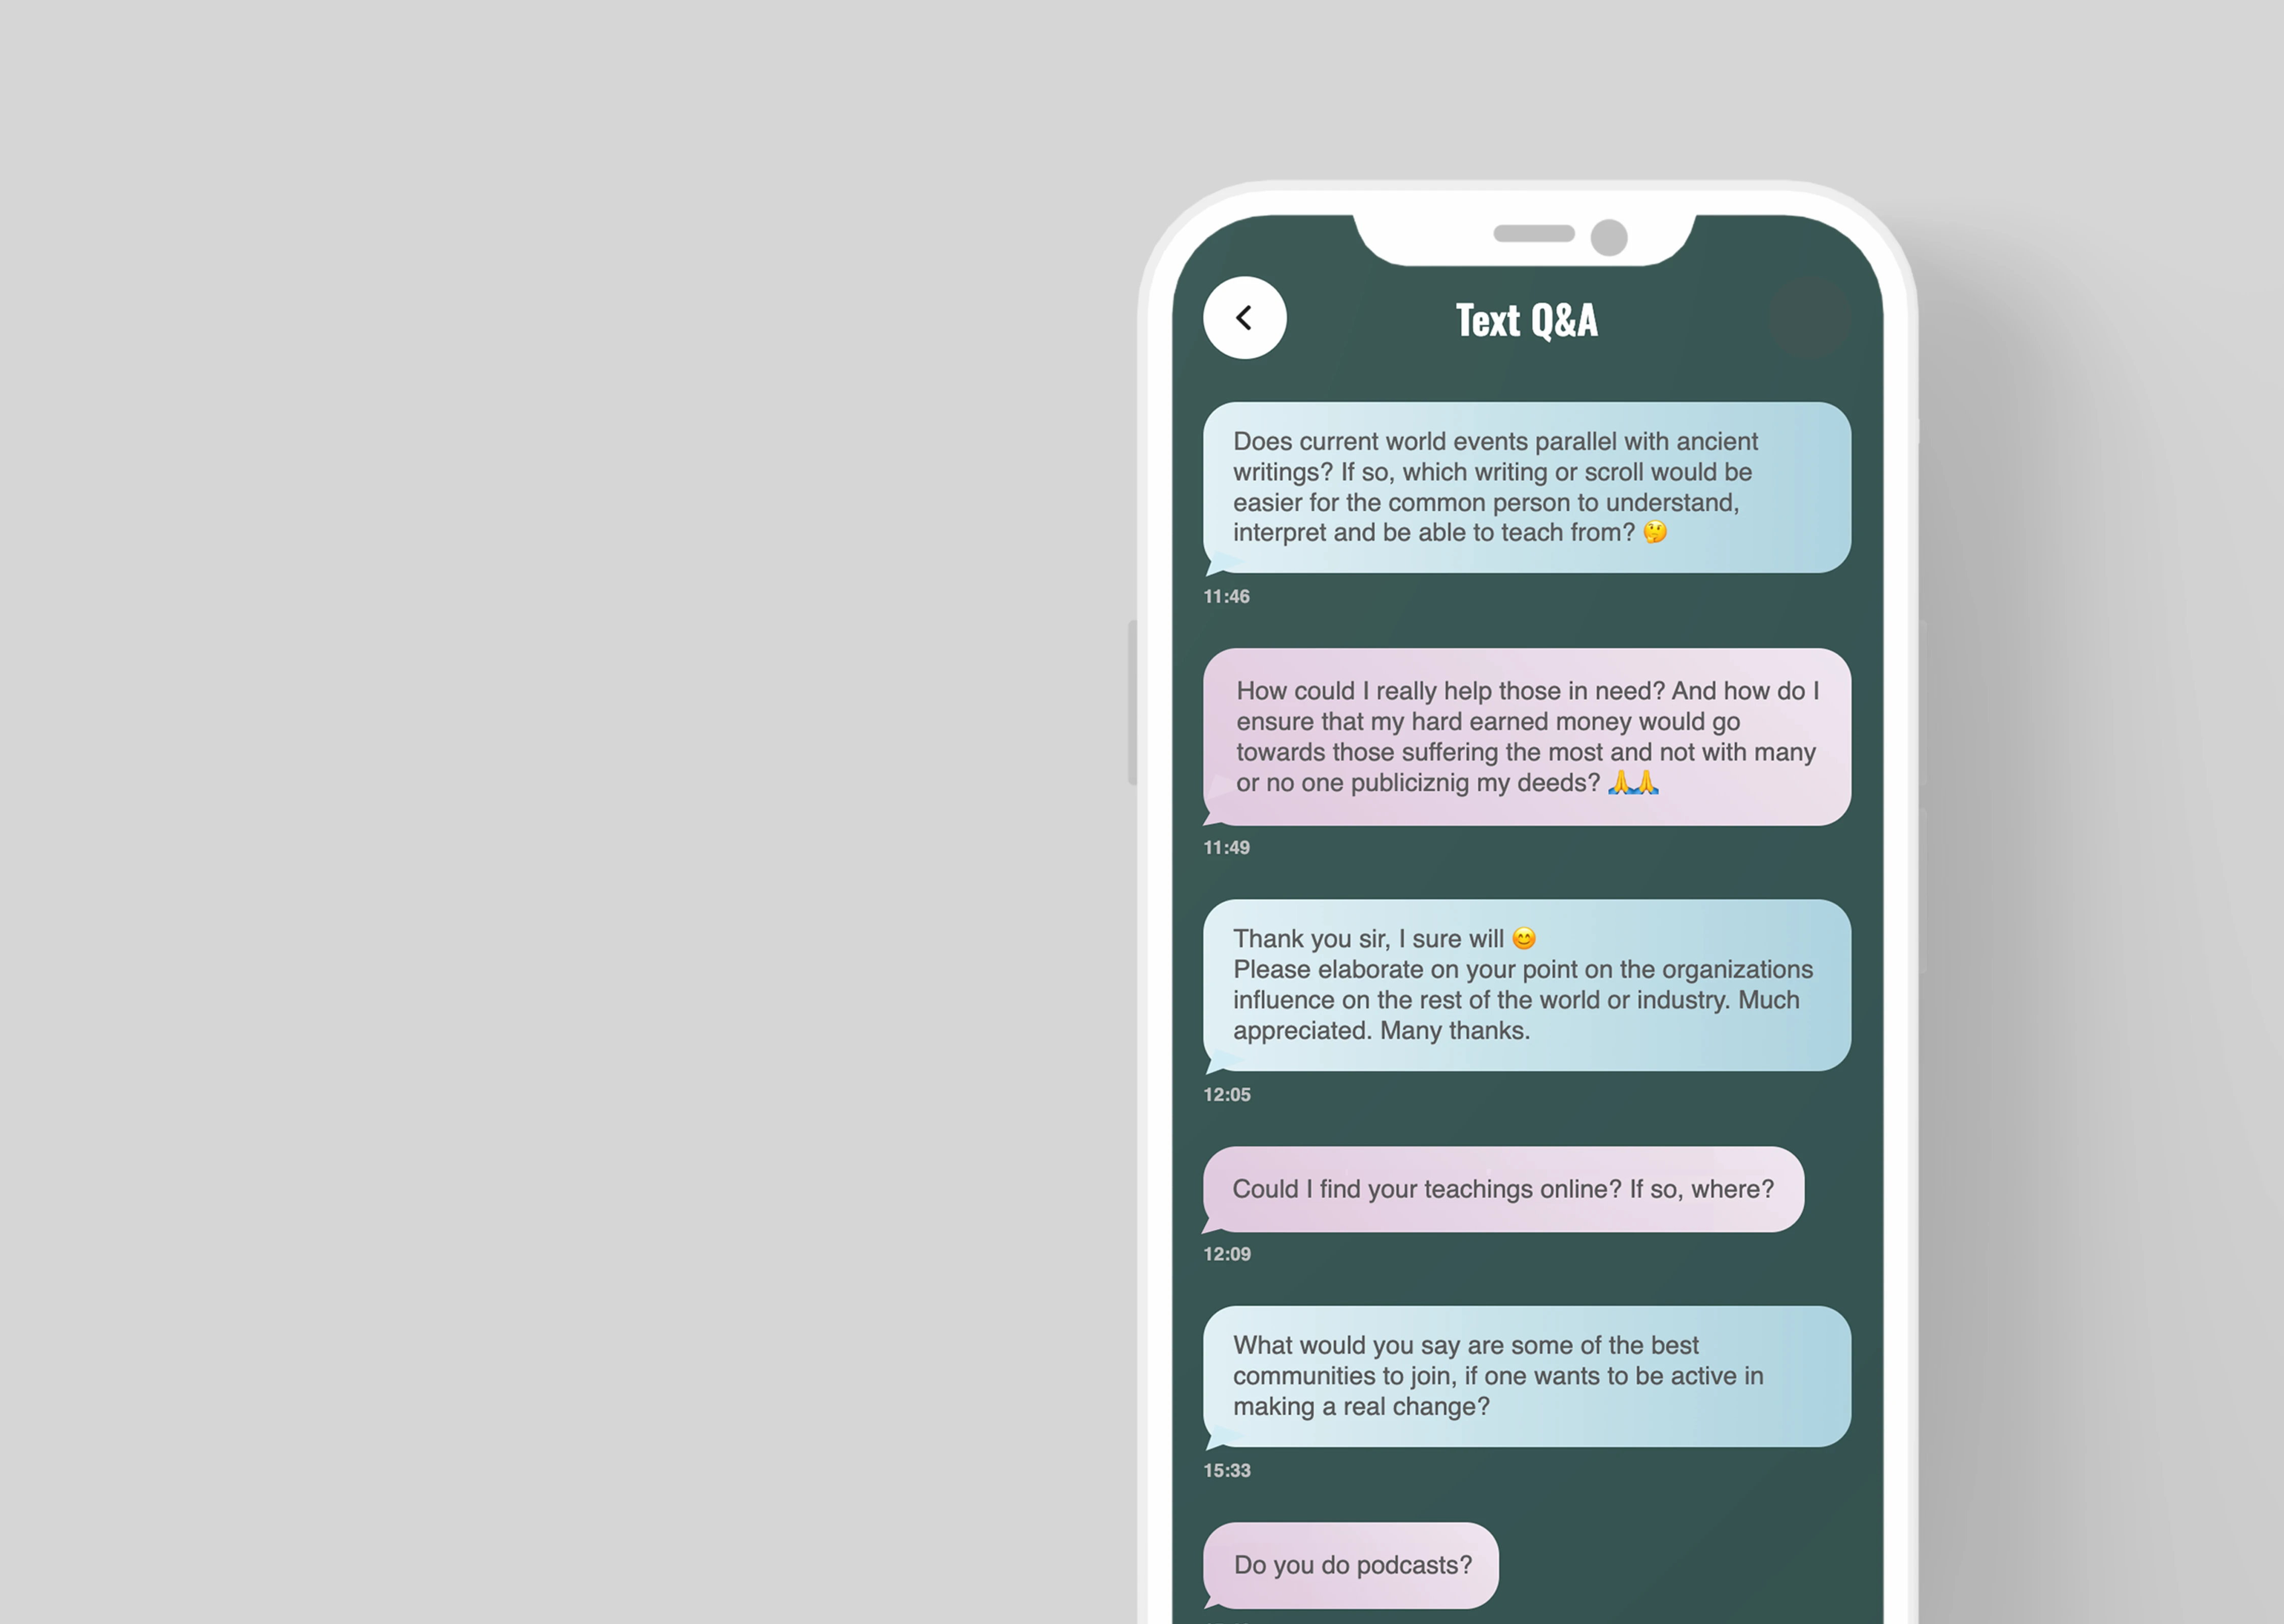 Text Q&A
Does current world events parallel with ancient
writings? If so, which writing or scroll would be
easier for the common person to understand,
interpret and be able to teach from? 🤔
11:46
How could I really help those in need? And how do I
ensure that my hard earned money would go
towards those suffering the most and not with many
or no one publiciznig my deeds? 🙏🙏
11:49
Thank you sir, I sure will 😊
Please elaborate on your point on the organizations
influence on the rest of the world or industry. Much
appreciated. Many thanks.
12:05
Could I find your teachings online? If so, where?
12:09
What would you say are some of the best
communities to join, if one wants to be active in
making a real change?
15:33
Do you do podcasts?